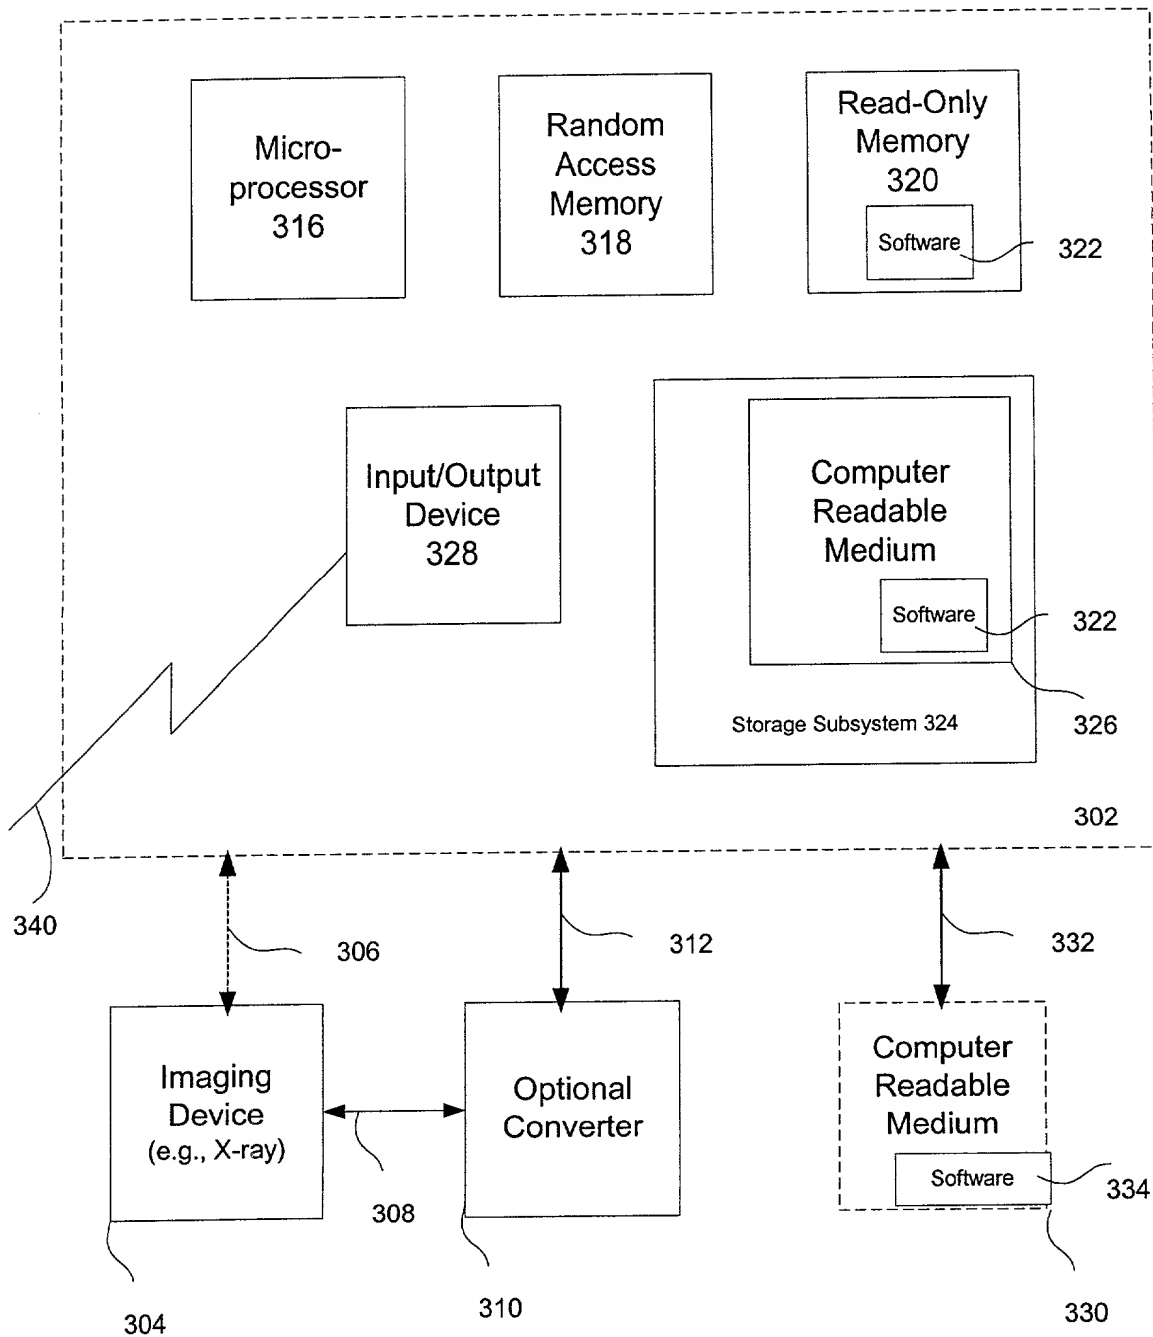 Micro-
processor
316
Random
Access
Memory
318
Read-Only
Memory
320
Software
322
Input/Output
Device
328
Computer
Readable
Medium
Software
322
326
Storage Subsystem 324
302
340
306
312
332
Imaging
Device
(e.g., X-ray)
308
Optional
Converter
Computer
Readable
Medium
Software
334
304
310
330